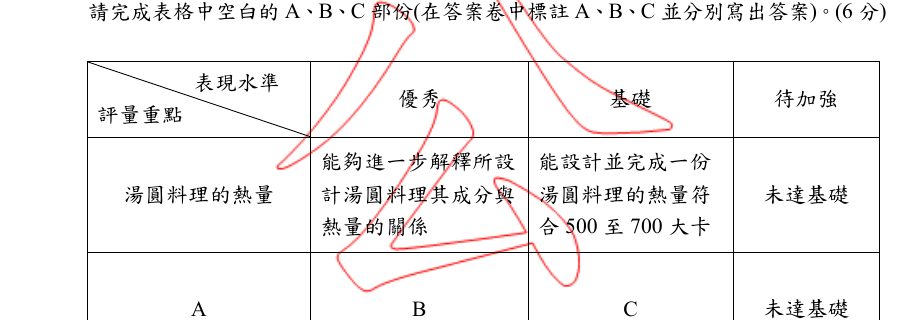 請完成表格中空白的 A、B、C 部份(在答案卷中標註 A、B、C 並分別寫出答案)。(6 分)
表現水準
評量重點
優秀
基礎
待加強
湯圓料理的熱量
能夠進一步解釋所設
計湯圓料理其成分與
熱量的關係
能設計並完成一份
湯圓料理的熱量符
合 500 至 700 大卡
未達基礎
A
B
C
未達基礎